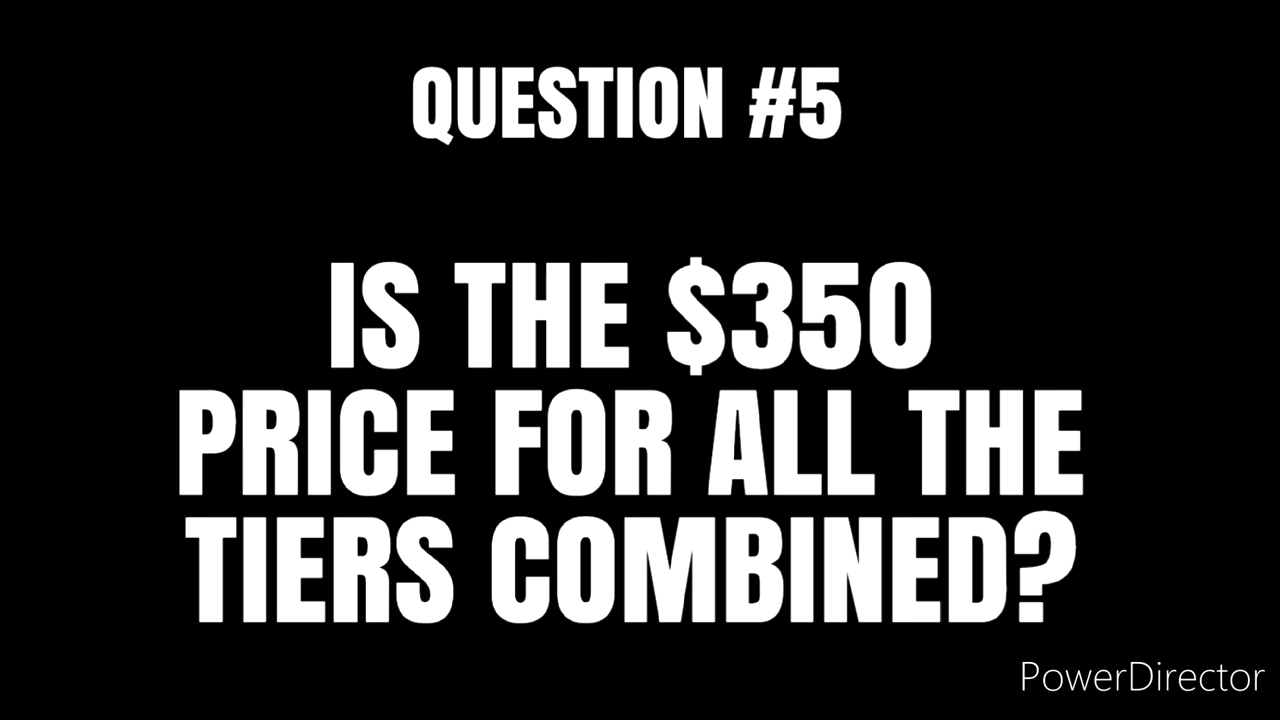 QUESTION #5
IS THE $350
PRICE FOR ALL THE
TIERS COMBINED?
PowerDirector